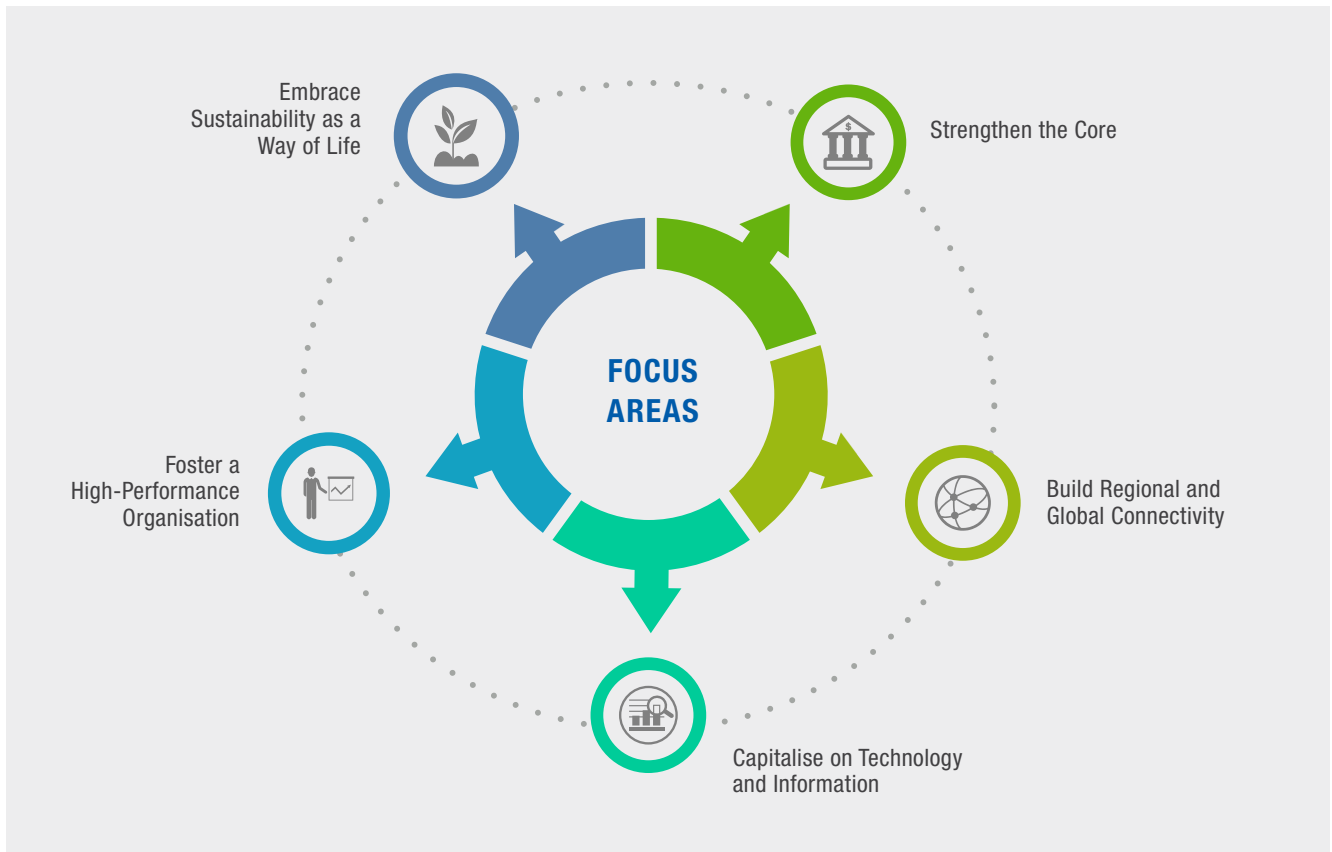 Embrace
Sustainability as a
Way of Life
$
Strengthen the Core
FOCUS
AREAS
Foster a
High-Performance
Organisation
Build Regional and
Global Connectivity
Capitalise on Technology
and Information